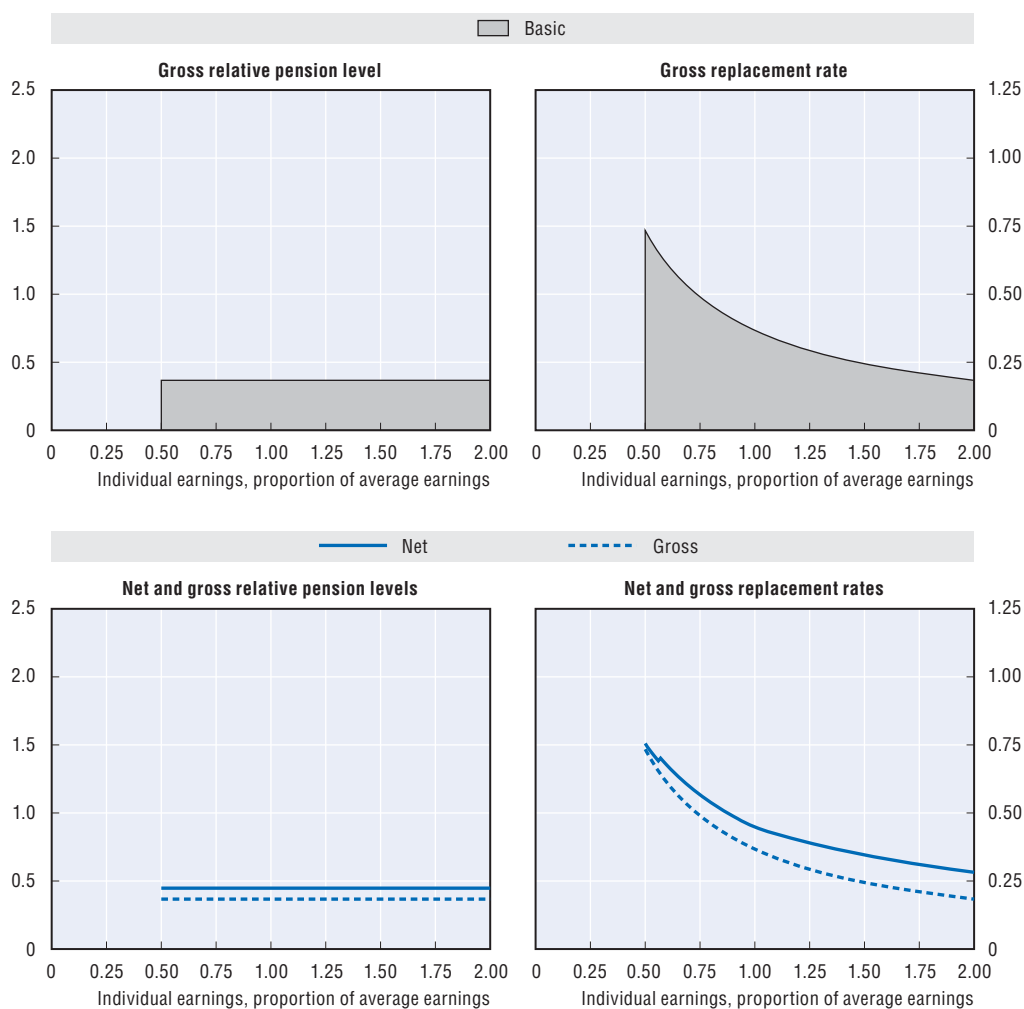 Basic
Gross relative pension level
Gross replacement rate
2.5
2.0
1.5
1.0
0.5
0
0 0.25 0.50 0.75 1.00 1.25 1.50 1.75 2.00
Individual earnings, proportion of average earnings
1.25
1.00
0.75
0.50
0.25
0
0 0.25 0.50 0.75 1.00 1.25 1.50 1.75 2.00
Individual earnings, proportion of average earnings
Net Gross
Net and gross relative pension levels
Net and gross replacement rates
2.5
2.0
1.5
1.0
0.5
0
0 0.25 0.50 0.75 1.00 1.25 1.50 1.75 2.00
Individual earnings, proportion of average earnings
1.25
1.00
0.75
0.50
0.25
0
0 0.25 0.50 0.75 1.00 1.25 1.50 1.75 2.00
Individual earnings, proportion of average earnings